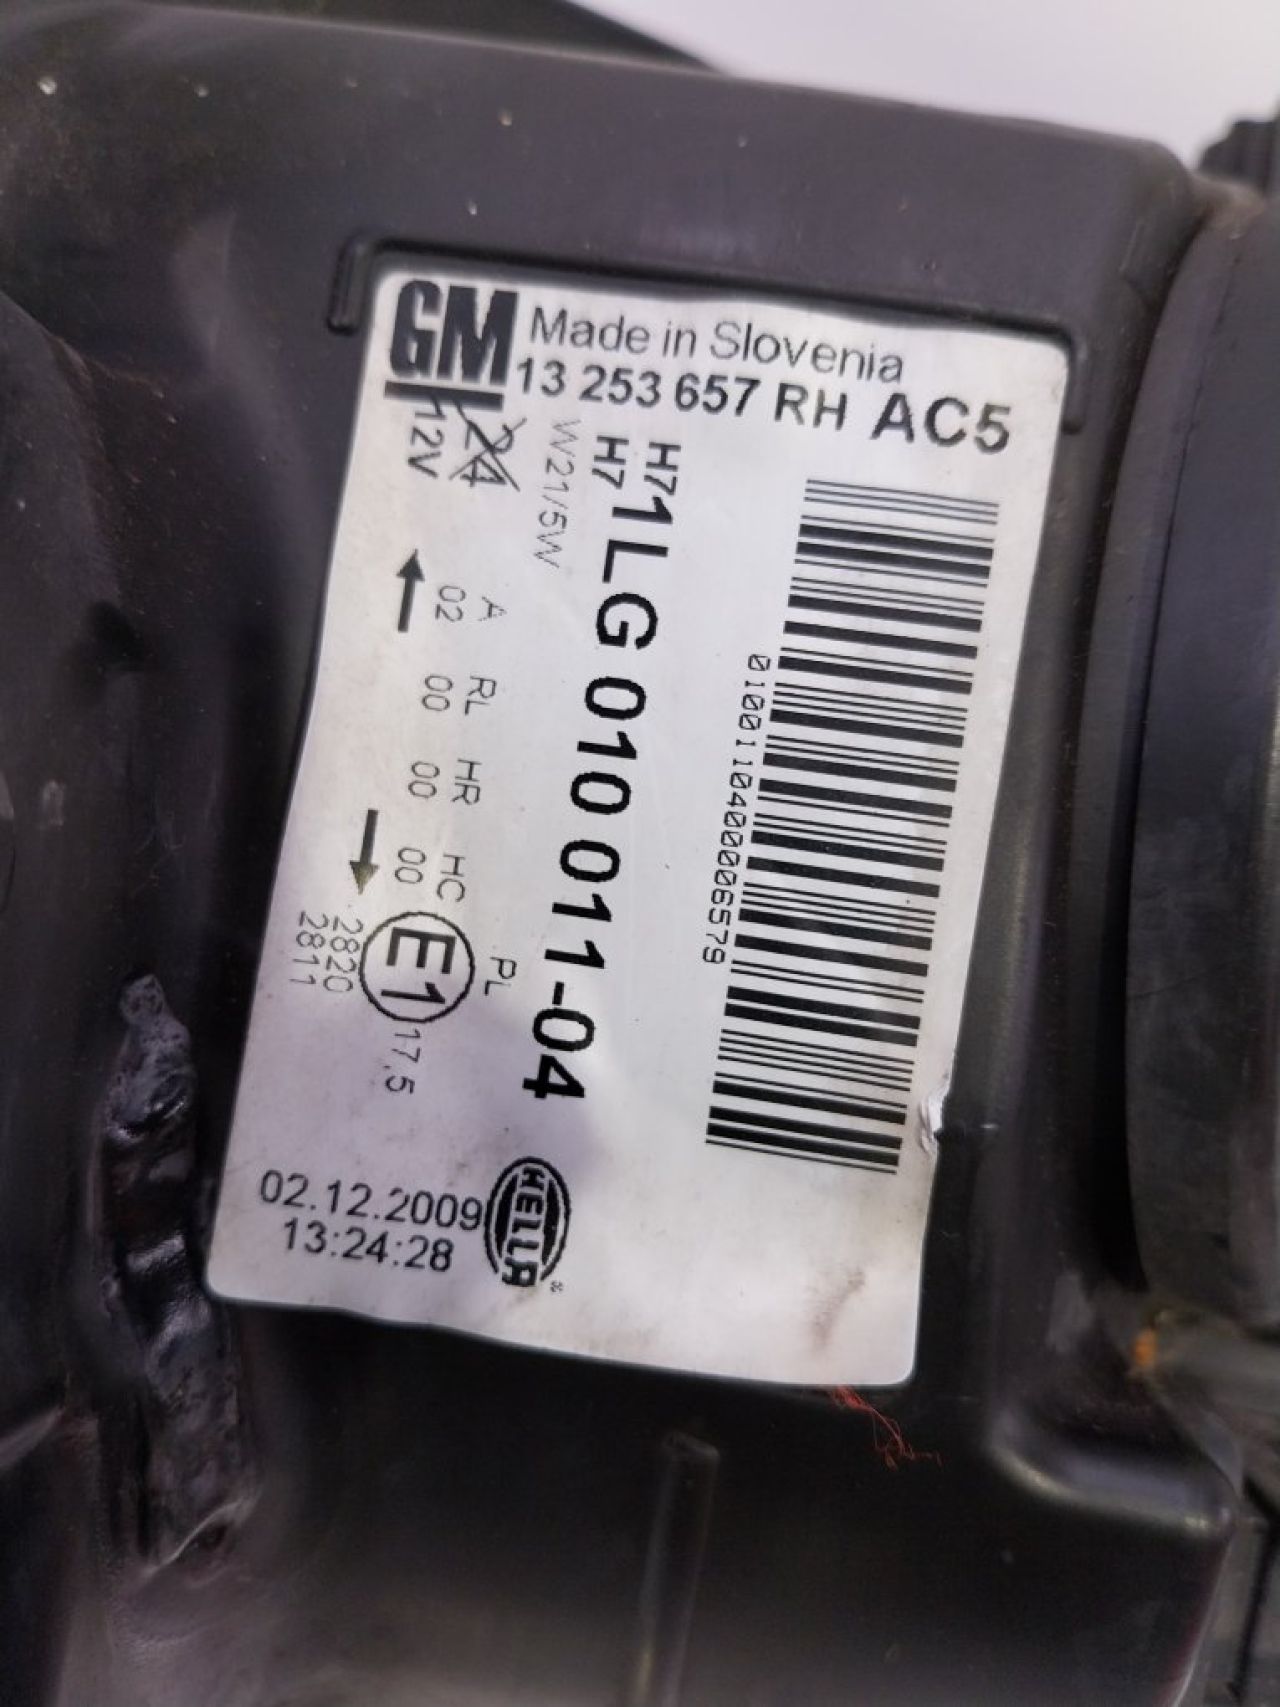 GM
Made in Slovenia
13 253 657 RH AC5
12V 24
W21/5W
H7
H7
1LG 010 011-04
A RL HR HC PL
02 00 00 00
E1
17.5
2820
2811
0100110400006579
02.12.2009
13:24:28
HELLA
®